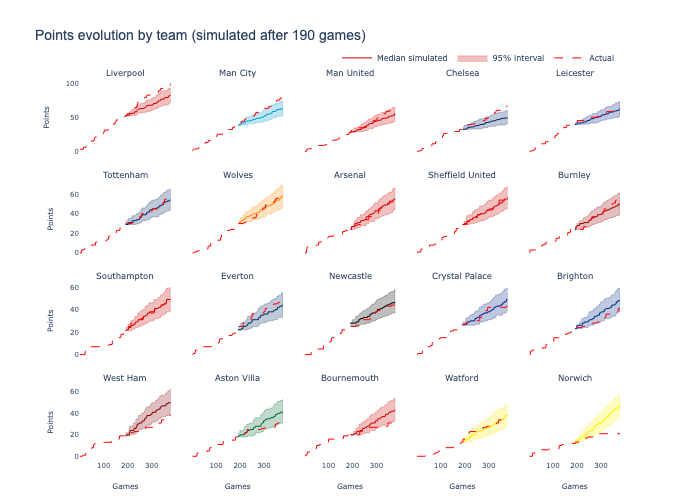 Points evolution by team (simulated after 190 games)
Median simulated 95% interval Actual
Liverpool Man City Man United Chelsea Leicester
100
50
0
Points
Tottenham Wolves Arsenal Sheffield United Burnley
60
40
20
0
Points
Southampton Everton Newcastle Crystal Palace Brighton
60
40
20
0
Points
West Ham Aston Villa Bournemouth Watford Norwich
60
40
20
0
Points
100 200 300 100 200 300 100 200 300 100 200 300 100 200 300
Games Games Games Games Games